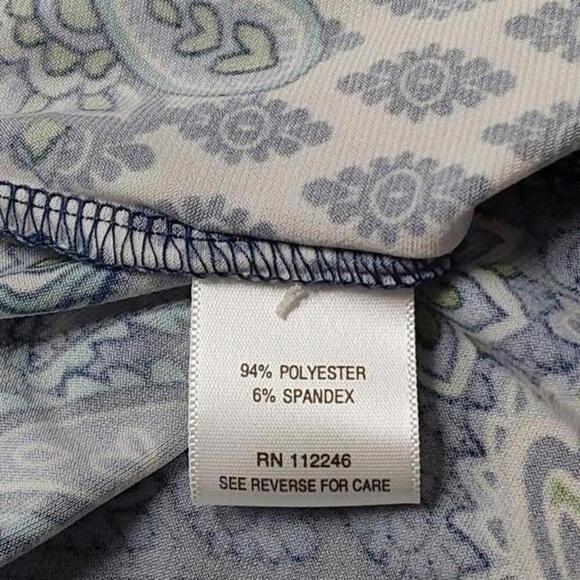 94% POLYESTER
6% SPANDEX
RN 112246
SEE REVERSE FOR CARE